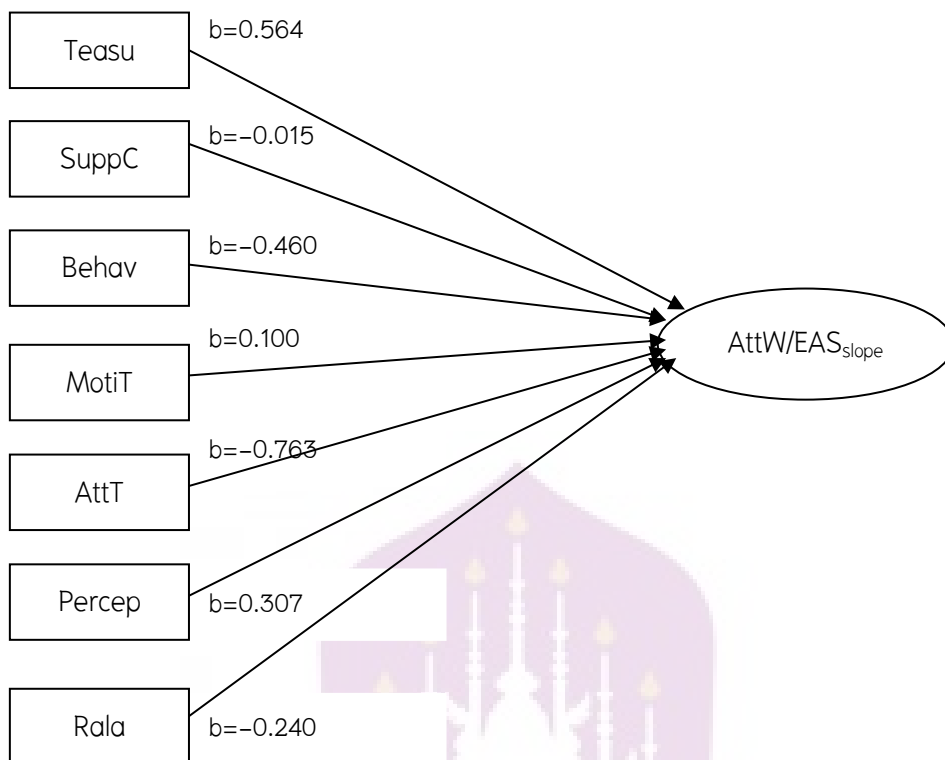 b=0.564
Teasu
b=-0.015
SuppC
b=-0.460
Behav
b=0.100
MotiT
AttW/EASslope
b=-0.763
AttT
Percep
b=0.307
Rala
b=-0.240